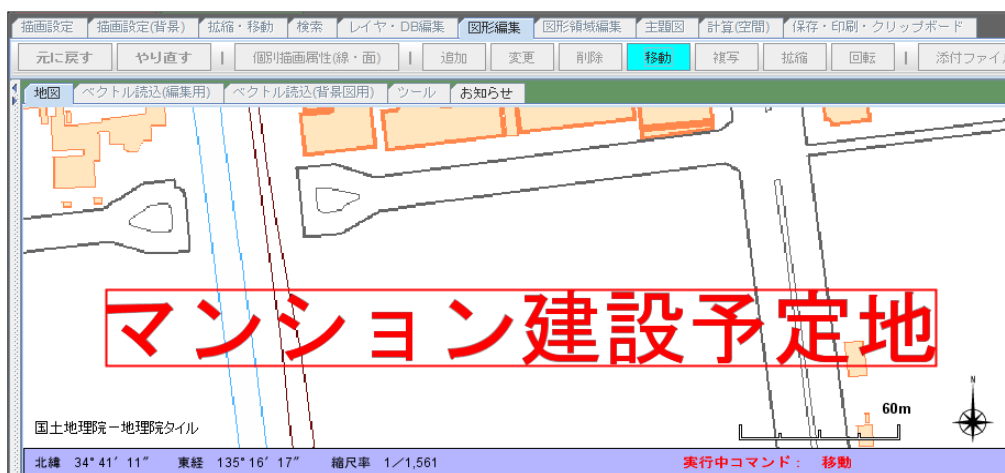 描画設定 描画設定(背景) 拡縮・移動 検索 レイヤ・DB編集 図形編集 図形領域編集 主題図 計算(空間) 保存・印刷・クリップボード
元に戻す やり直す | 個別描画属性(線・面) | 追加 変更 削除 移動 複写 拡縮 回転 | 添付ファイル
地図 ベクトル読込(編集用) ベクトル読込(背景図用) ツール お知らせ
マンション建設予定地
N
60m
国土地理院－地理院タイル
北緯 34° 41′ 11″ 東経 135° 16′ 17″ 縮尺率 1／1,561 実行中コマンド： 移動